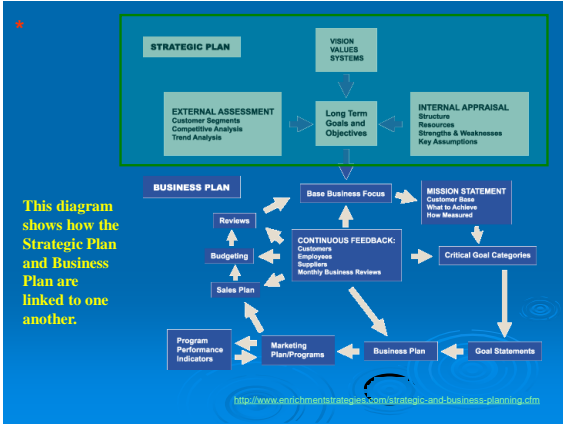 *
STRATEGIC PLAN
VISION
VALUES
SYSTEMS
EXTERNAL ASSESSMENT
Customer Segments
Competitive Analysis
Trend Analysis
Long Term
Goals and
Objectives
INTERNAL APPRAISAL
Structure
Resources
Strengths & Weaknesses
Key Assumptions
This diagram
shows how the
Strategic Plan
and Business
Plan are
linked to one
another.
BUSINESS PLAN
Base Business Focus
MISSION STATEMENT
Customer Base
What to Achieve
How Measured
Reviews
CONTINUOUS FEEDBACK:
Customers
Employees
Suppliers
Monthly Business Reviews
Budgeting
Critical Goal Categories
Sales Plan
Program
Performance
Indicators
Marketing
Plan/Programs
Business Plan
Goal Statements
http://www.enrichmentstrategies.com/strategic-and-business-planning.cfm